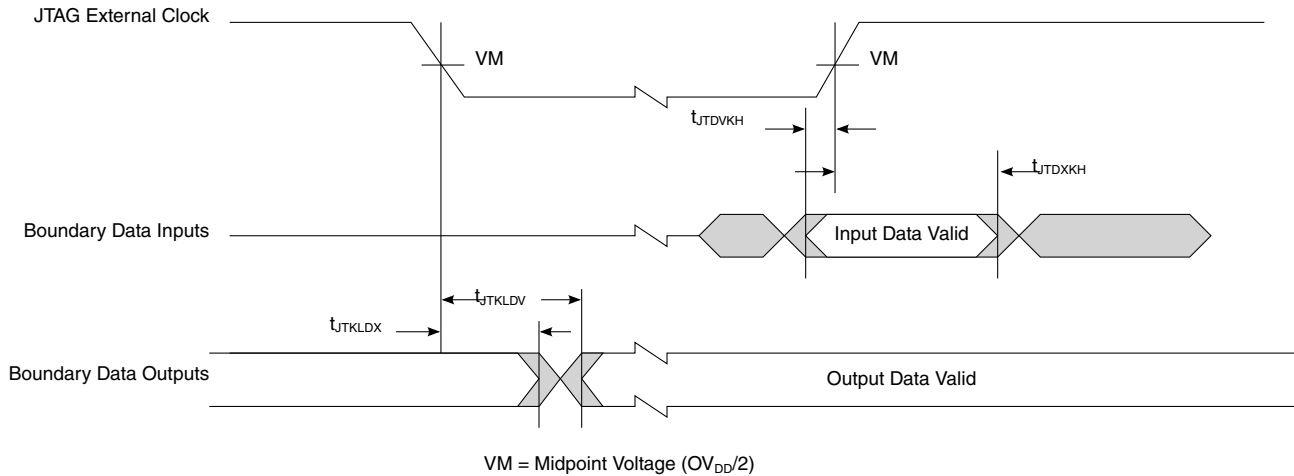 JTAG External Clock
VM
VM
tJTDVKH
tJTDXKH
Boundary Data Inputs
Input Data Valid
tJTKLDV
tJTKLDX
Boundary Data Outputs
Output Data Valid
VM = Midpoint Voltage (OVDD/2)